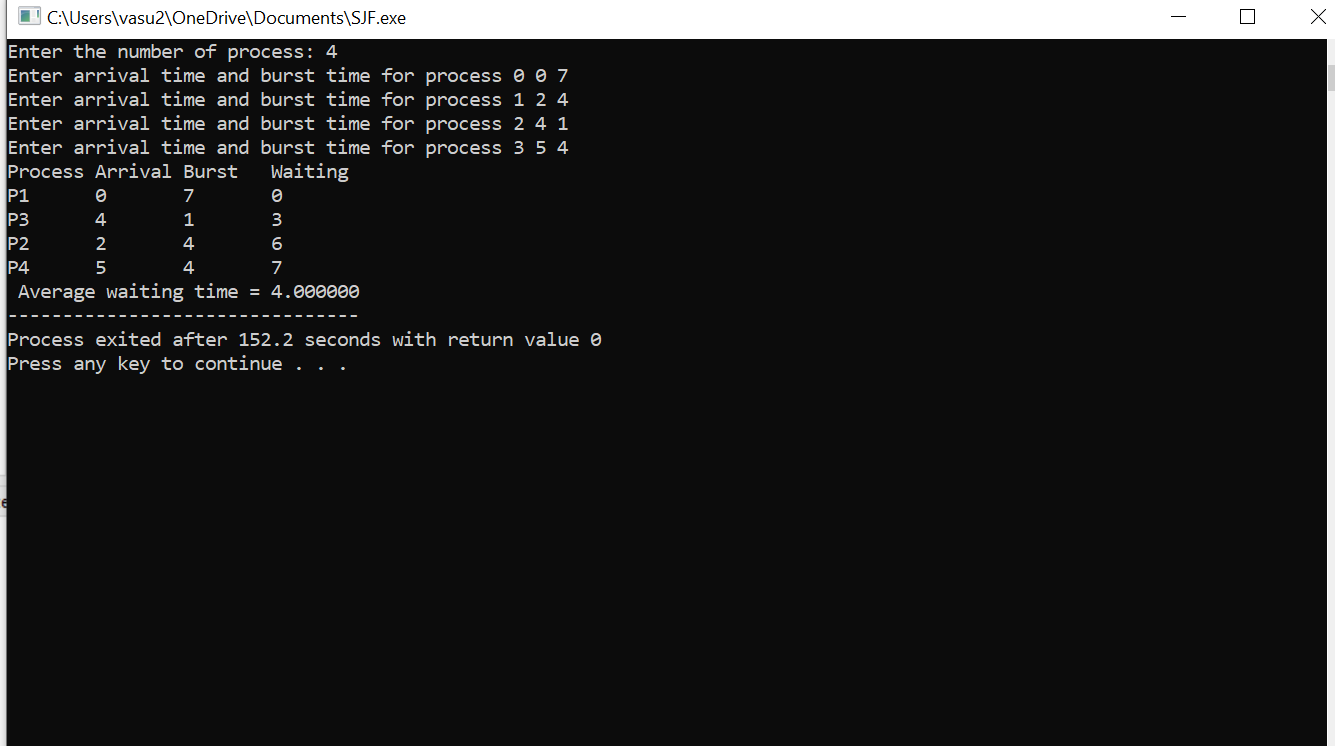 C:\Users\vasu2\OneDrive\Documents\SJF.exe
Enter the number of process: 4
Enter arrival time and burst time for process 0 0 7
Enter arrival time and burst time for process 1 2 4
Enter arrival time and burst time for process 2 4 1
Enter arrival time and burst time for process 3 5 4
Process Arrival Burst   Waiting
P1      0       7       0
P3      4       1       3
P2      2       4       6
P4      5       4       7
 Average waiting time = 4.000000
--------------------------------
Process exited after 152.2 seconds with return value 0
Press any key to continue . . .